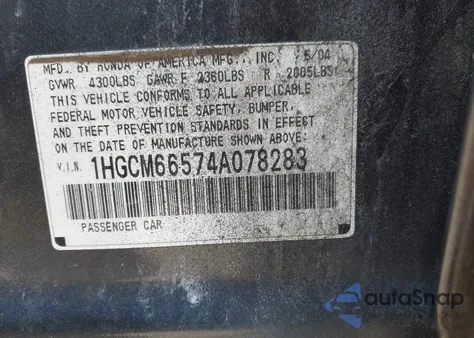 MFD. BY HONDA OF AMERICA MFG., INC. 5/04
GVWR 4300LBS GAWR F 2360LBS R 2005LBS
THIS VEHICLE CONFORMS TO ALL APPLICABLE
FEDERAL MOTOR VEHICLE SAFETY, BUMPER,
AND THEFT PREVENTION STANDARDS IN
EFFECT ON THE DATE OF MANUFACTURE SHOWN ABOVE.
V.I.N. 1HGCM66574A078283
PASSENGER CAR
autoSnap